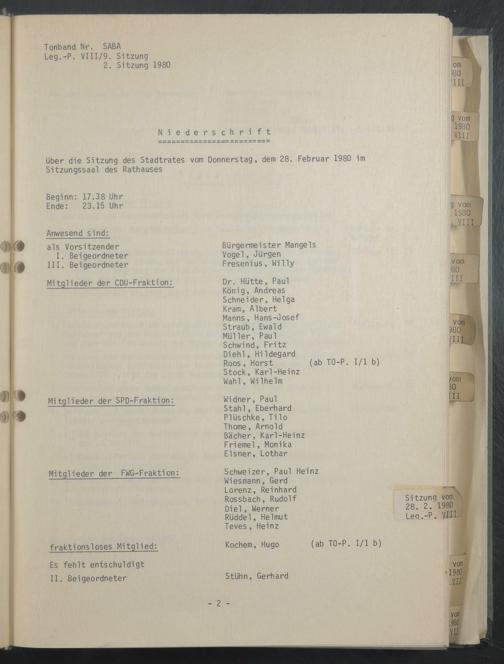 Tonband Nr. SABA
Leg.-P. VIII/9. Sitzung
2. Sitzung 1980
Niederschrift
über die Sitzung des Stadtrates vom Donnerstag, dem 28. Februar 1980 im
Sitzungssaal des Rathauses
Beginn: 17.38 Uhr
Ende: 23.15 Uhr
Anwesend sind:
als Vorsitzender Bürgermeister Mangels
I. Beigeordneter Vogel, Jürgen
III. Beigeordneter Fresenius, Willy
Mitglieder der CDU-Fraktion: Dr. Hütte, Paul
König, Andreas
Schneider, Helga
Kram, Albert
Manns, Hans-Josef
Straub, Ewald
Müller, Paul
Schwind, Fritz
Diehl, Hildegard
Roos, Horst (ab TO-P. I/1 b)
Stock, Karl-Heinz
Wahl, Wilhelm
Mitglieder der SPD-Fraktion: Widner, Paul
Stahl, Eberhard
Plüschke, Tilo
Thome, Arnold
Bächer, Karl-Heinz
Friemel, Monika
Elsner, Lothar
Mitglieder der FWG-Fraktion: Schweizer, Paul Heinz
Wiesmann, Gerd
Lorenz, Reinhard
Rossbach, Rudolf
Diel, Werner
Rüddel, Helmut
Teves, Heinz
fraktionsloses Mitglied: Kochem, Hugo (ab TO-P. I/1 b)
Es fehlt entschuldigt
II. Beigeordneter Stühn, Gerhard
- 2 -
Sitzung vom
28. 2. 1980
Leg.-P. VIII